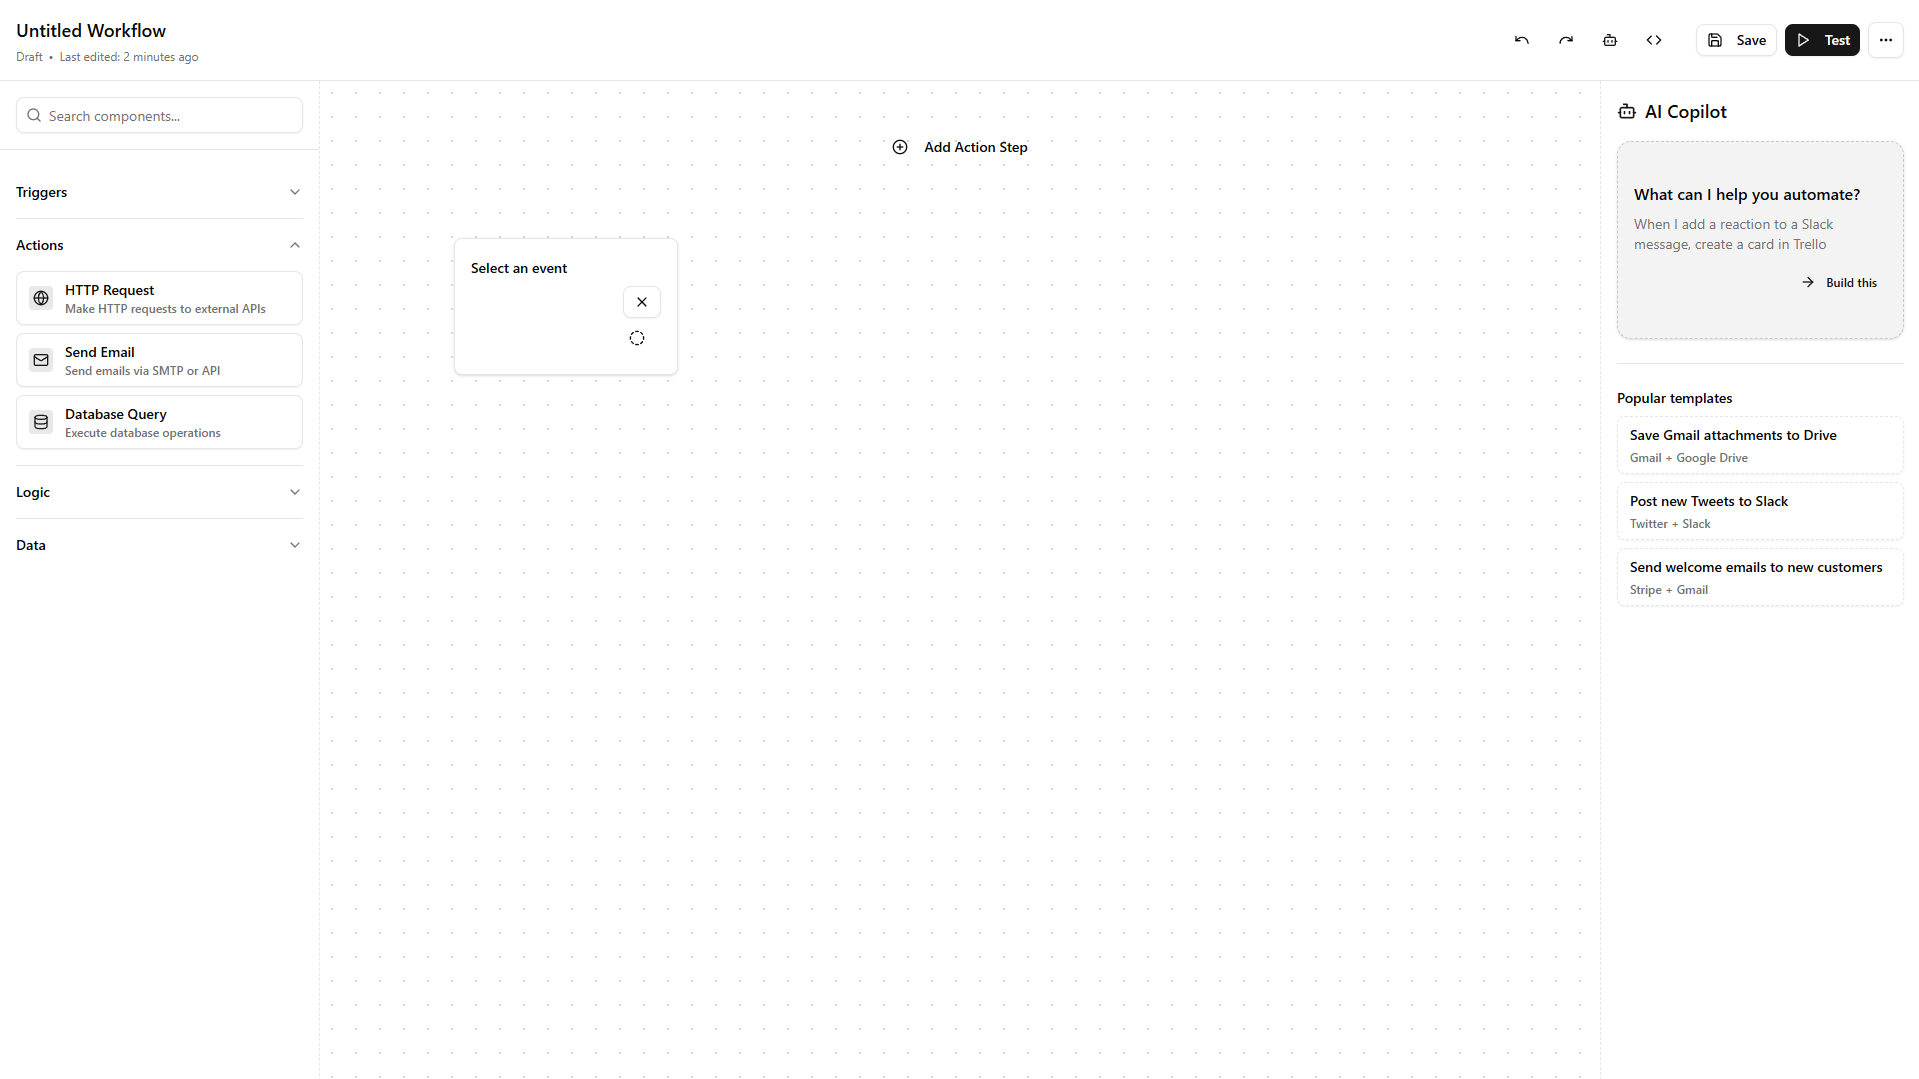 Untitled Workflow
Draft • Last edited: 2 minutes ago
Save
Test
Search components...
Triggers
Actions
HTTP Request
Make HTTP requests to external APIs
Send Email
Send emails via SMTP or API
Database Query
Execute database operations
Logic
Data
Add Action Step
Select an event
AI Copilot
What can I help you automate?
When I add a reaction to a Slack
message, create a card in Trello
Build this
Popular templates
Save Gmail attachments to Drive
Gmail + Google Drive
Post new Tweets to Slack
Twitter + Slack
Send welcome emails to new customers
Stripe + Gmail